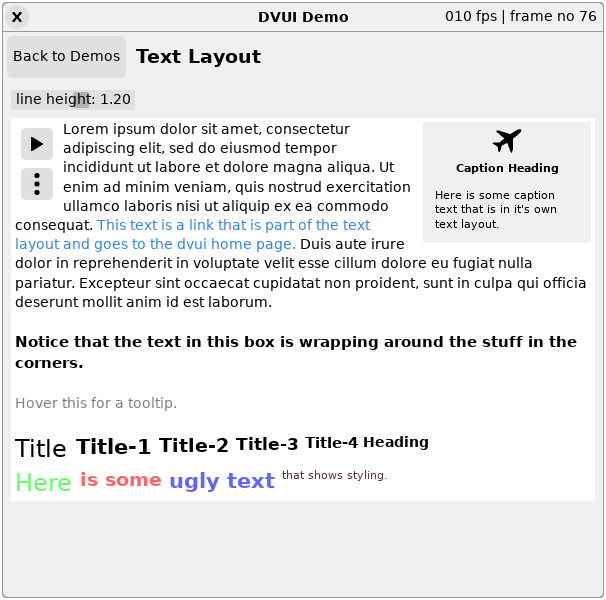 X DVUI Demo 010 fps | frame no 76
Back to Demos Text Layout
line height: 1.20
Lorem ipsum dolor sit amet, consectetur
adipiscing elit, sed do eiusmod tempor
incididunt ut labore et dolore magna aliqua. Ut
enim ad minim veniam, quis nostrud exercitation
ullamco laboris nisi ut aliquip ex ea commodo
consequat. This text is a link that is part of the text
layout and goes to the dvui home page. Duis aute irure
dolor in reprehenderit in voluptate velit esse cillum dolore eu fugiat nulla
pariatur. Excepteur sint occaecat cupidatat non proident, sunt in culpa qui officia
deserunt mollit anim id est laborum.
Caption Heading
Here is some caption
text that is in it's own
text layout.
Notice that the text in this box is wrapping around the stuff in the
corners.
Hover this for a tooltip.
Title Title-1 Title-2 Title-3 Title-4 Heading
Here is some ugly text that shows styling.